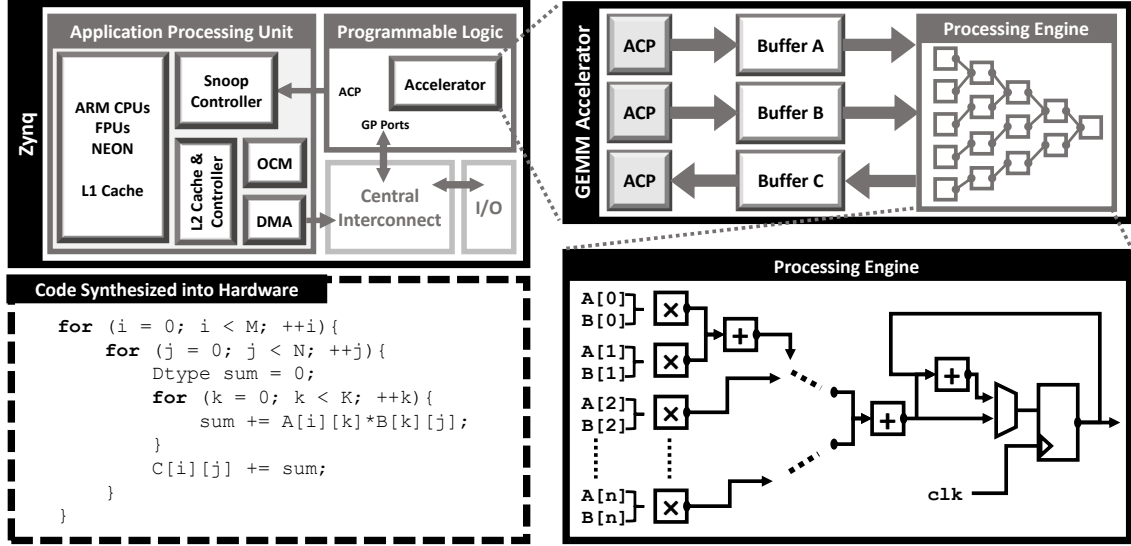 Zynq
Application Processing Unit
ARM CPUs
FPUs
NEON
L1 Cache
Snoop
Controller
L2 Cache &
Controller
OCM
DMA
Programmable Logic
ACP
Accelerator
GP Ports
Central
Interconnect
I/O
GEMM Accelerator
ACP
Buffer A
ACP
Buffer B
ACP
Buffer C
Processing Engine
Code Synthesized into Hardware
for (i = 0; i < M; ++i){
for (j = 0; j < N; ++j){
Dtype sum = 0;
for (k = 0; k < K; ++k){
sum += A[i][k]*B[k][j];
}
C[i][j] += sum;
}
}
Processing Engine
A[0]
B[0]
×
+
A[1]
B[1]
×
A[2]
B[2]
×
+
+
A[n]
B[n]
×
clk